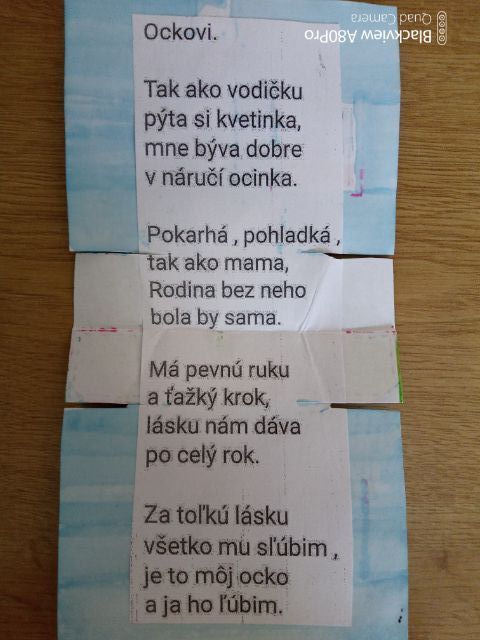 Ockovi.
Tak ako vodičku
pýta si kvetinka,
mne býva dobre
v náručí ocinka.
Pokarhá , pohladká ,
tak ako mama,
Rodina bez neho
bola by sama.
Má pevnú ruku
a ťažký krok,
lásku nám dáva
po celý rok.
Za toľkú lásku
všetko mu sľúbim ,
je to môj ocko
a ja ho ľúbim.
Blackview A80Pro
Quad Camera